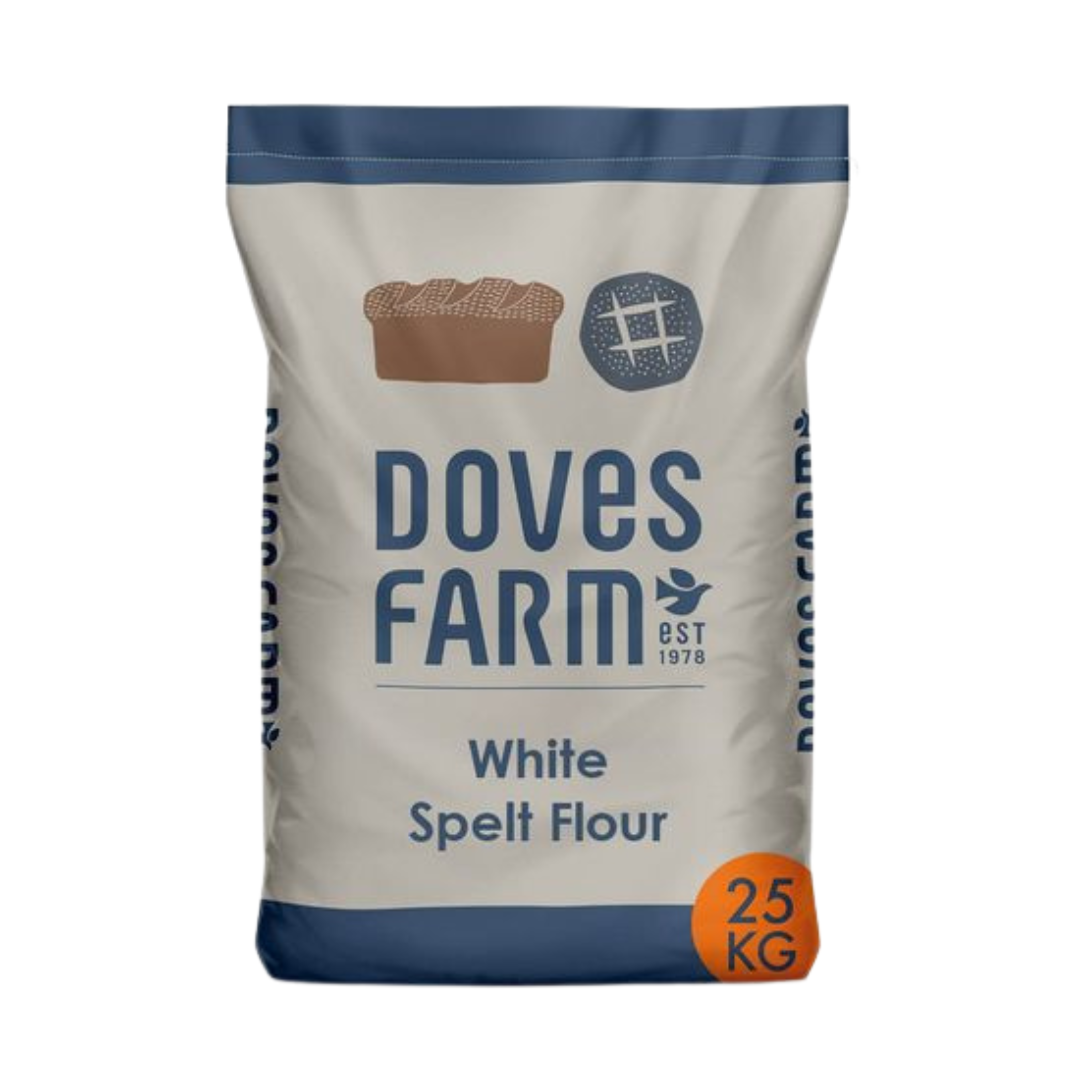 DOVES
FARM
EST
1978
White
Spelt Flour
25
KG
DOVES FARM
DOVES FARM